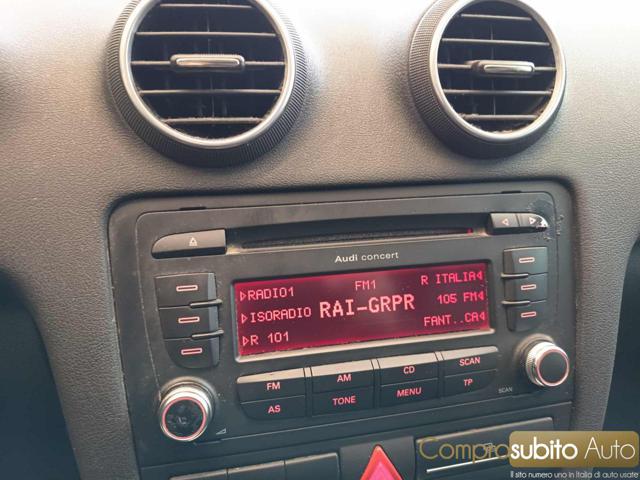 Audi concert
FM1
RADIO1
R ITALIA
ISORADIO
RAI-GRPR
105 FM
R 101
FANT..CA
FM
AM
CD
SCAN
AS
TONE
MENU
TP
SCAN
Comprosubito Auto
Il sito numero uno in Italia di auto usate